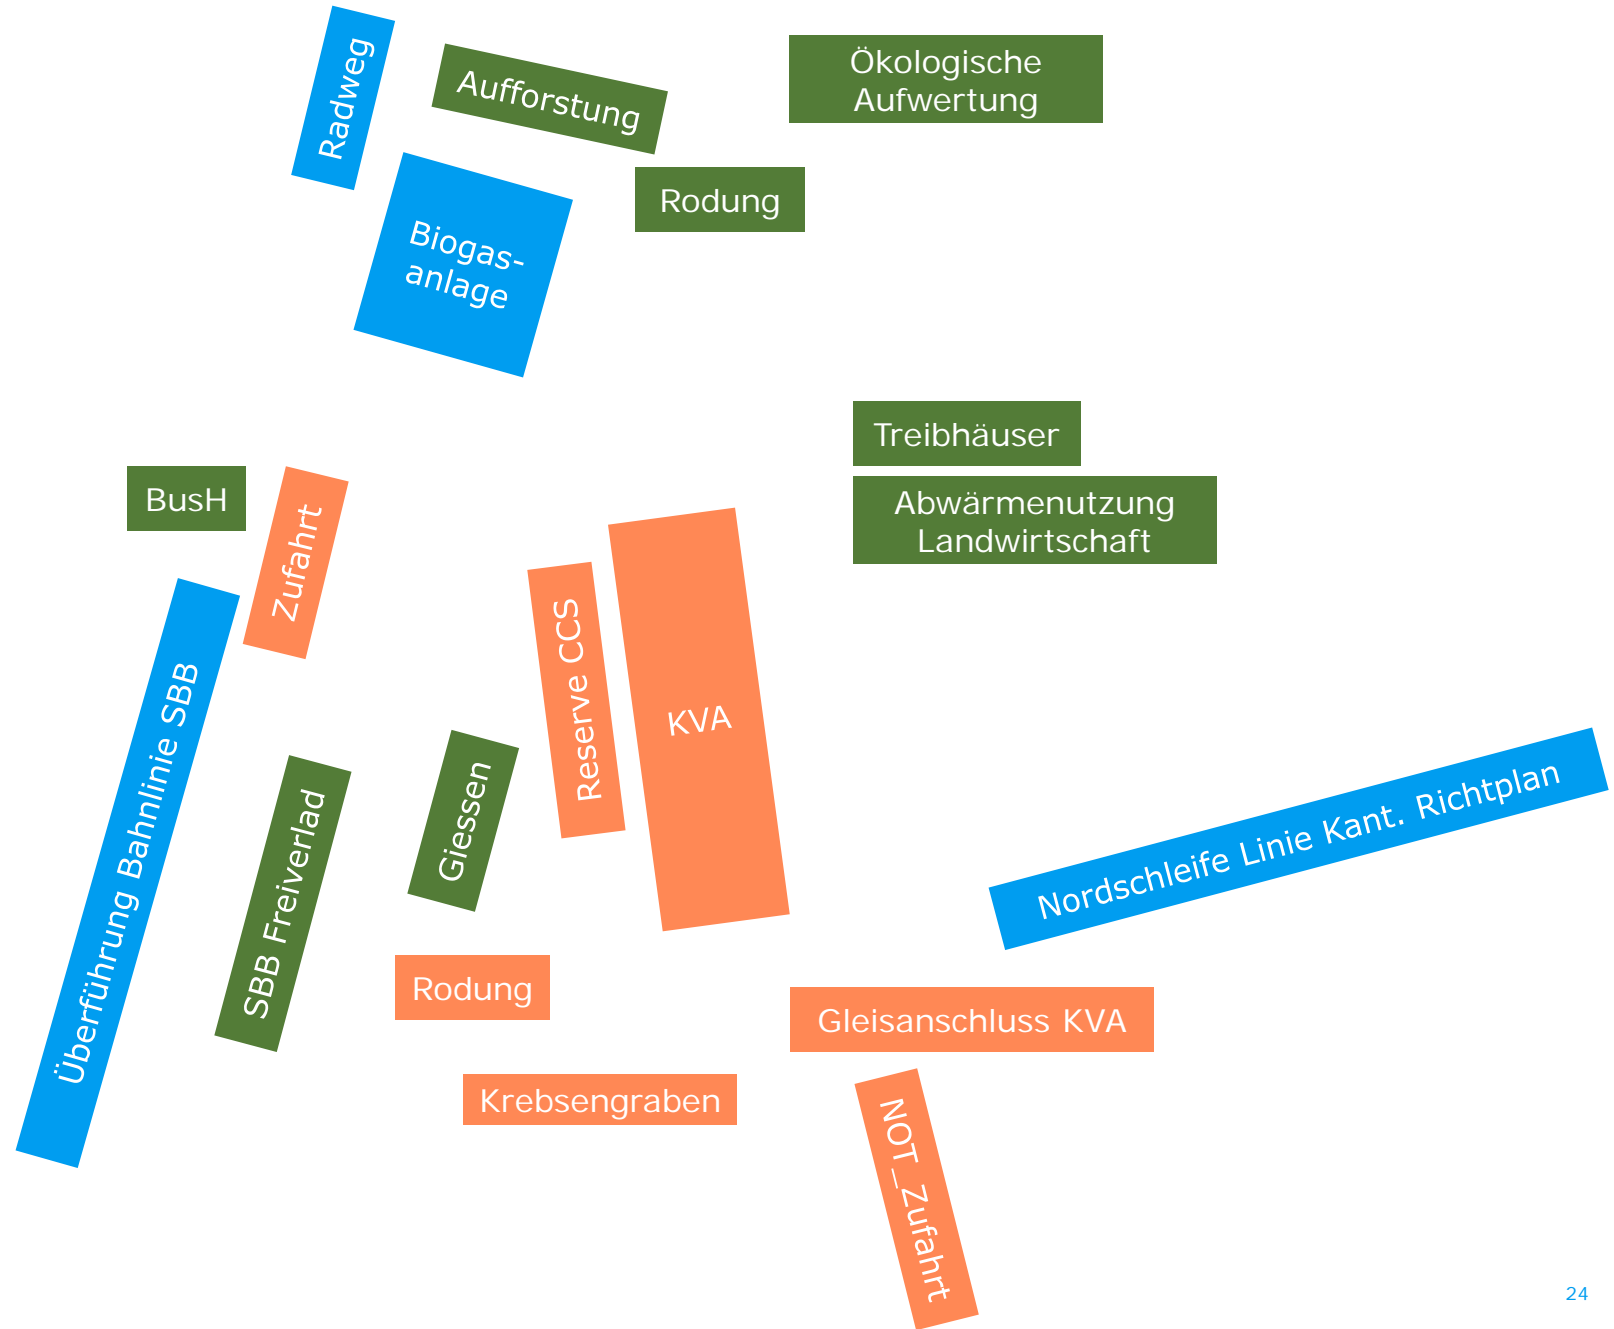 Radweg
Aufforstung
Ökologische
Aufwertung
Rodung
Biogas-
anlage
Treibhäuser
BusH
Zufahrt
Abwärmenutzung
Landwirtschaft
Reserve CCS
KVA
Überführung Bahnlinie SBB
SBB Freiverlad
Giessen
Nordschleife Linie Kant. Richtplan
Rodung
Gleisanschluss KVA
Krebsengraben
NOT_Zufahrt
24